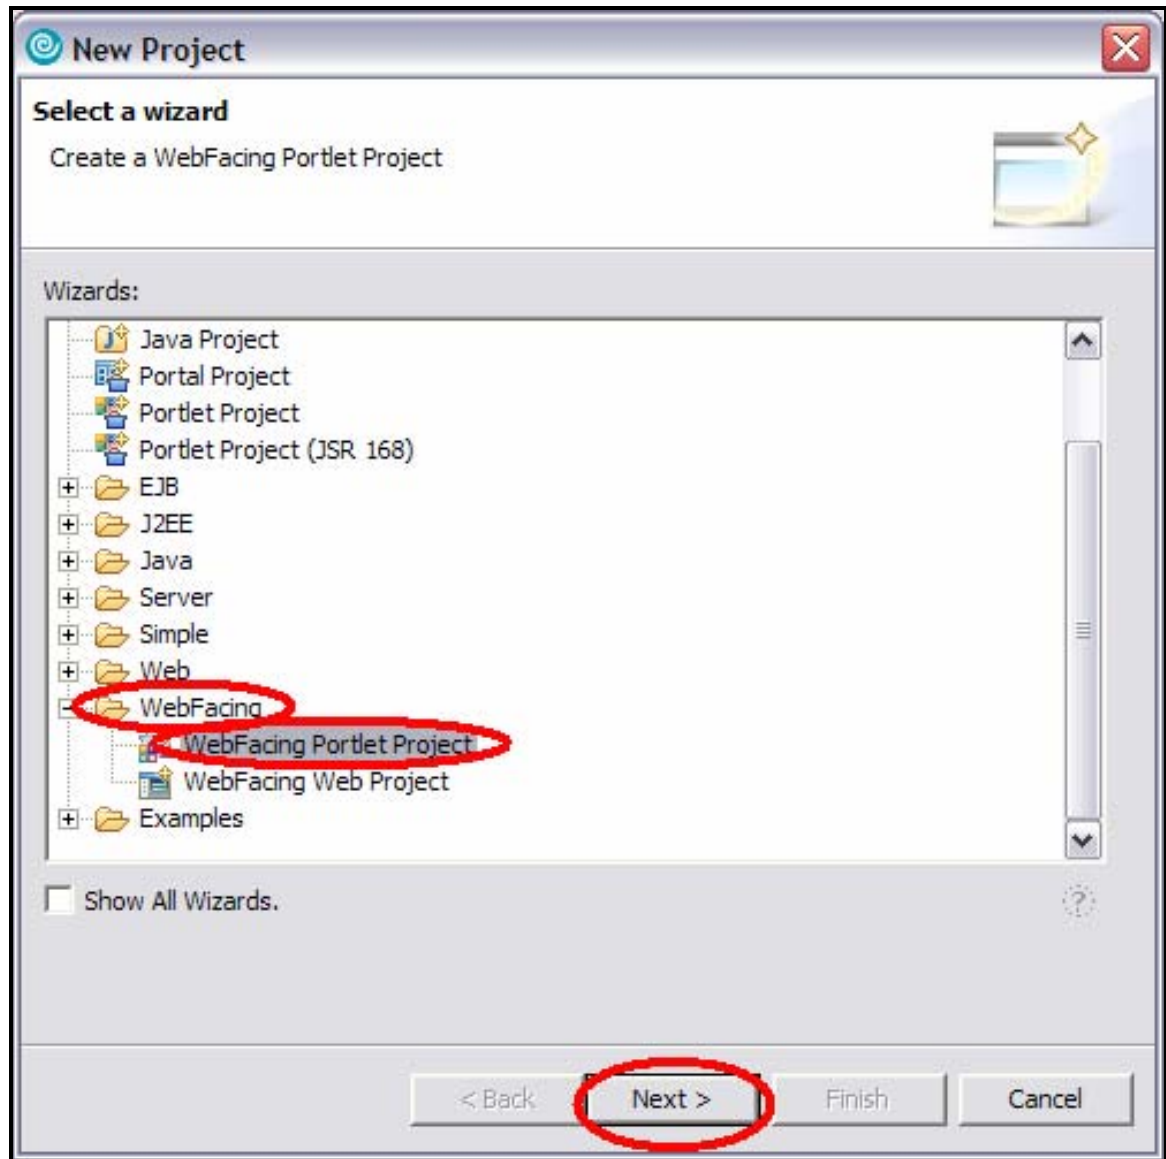 New Project
Select a wizard
Create a WebFacing Portlet Project
Wizards:
Java Project
Portal Project
Portlet Project
Portlet Project (JSR 168)
EJB
J2EE
Java
Server
Simple
Web
WebFacing
WebFacing Portlet Project
WebFacing Web Project
Examples
Show All Wizards.
?
< Back
Next >
Finish
Cancel